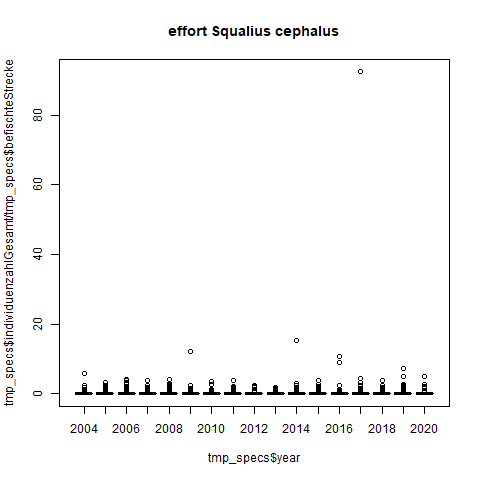 effort Squalius cephalus
tmp_specs$individuenzahlGesamt/tmp_specs$befischteStrecke
80
60
40
20
0
2004 2006 2008 2010 2012 2014 2016 2018 2020
tmp_specs$year